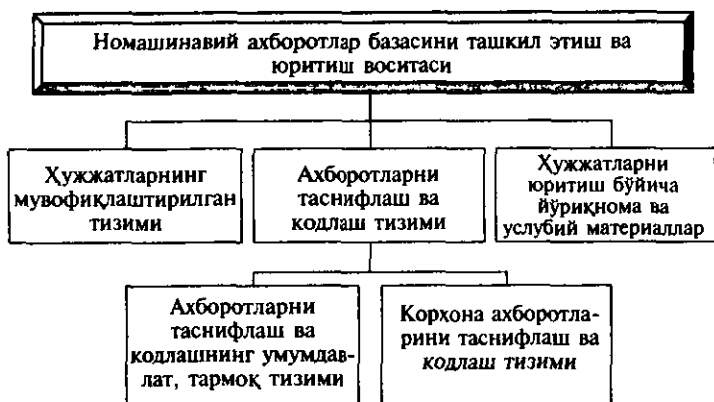 Номашинавий ахборотлар базасини ташкил этиш ва
юритиш воситаси
Ҳужжатларнинг
мувофиқлаштирилган
тизими
Ахборотларни
таснифлаш ва
кодлаш тизими
Ҳужжатларни
юритиш бўйича
йўриқнома ва
услубий материаллар
Ахборотларни
таснифлаш ва
кодлашнинг умумдав-
лат, тармоқ тизими
Корхона ахборотла-
рини таснифлаш ва
кодлаш тизими